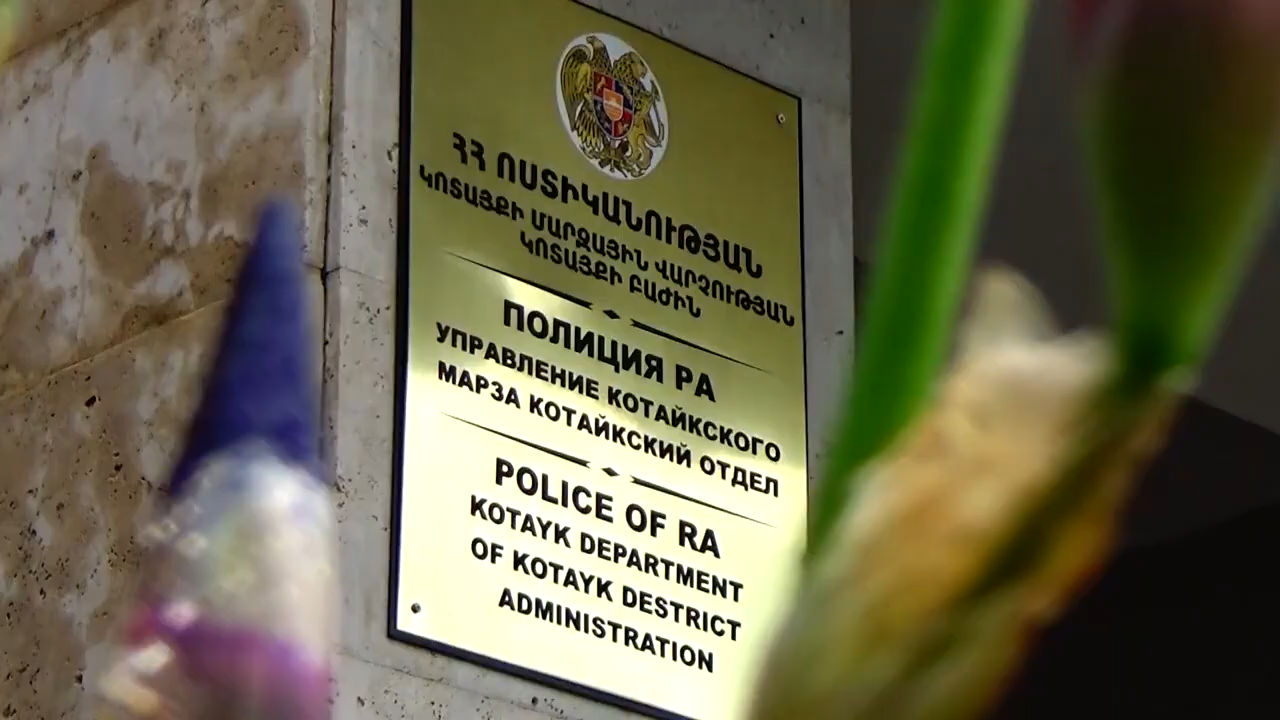 ՀՀ ՈՍՏԻԿԱՆՈՒԹՅԱՆ
ԿՈՏԱՅՔԻ ՄԱՐԶԱՅԻՆ ՎԱՐՉՈՒԹՅԱՆ
ԿՈՏԱՅՔԻ ԲԱԺԻՆ
ПОЛИЦИЯ РА
УПРАВЛЕНИЕ КОТАЙКСКОГО
МАРЗА КОТАЙКСКИЙ ОТДЕЛ
POLICE OF RA
KOTAYK DEPARTMENT
OF KOTAYK DESTRICT
ADMINISTRATION